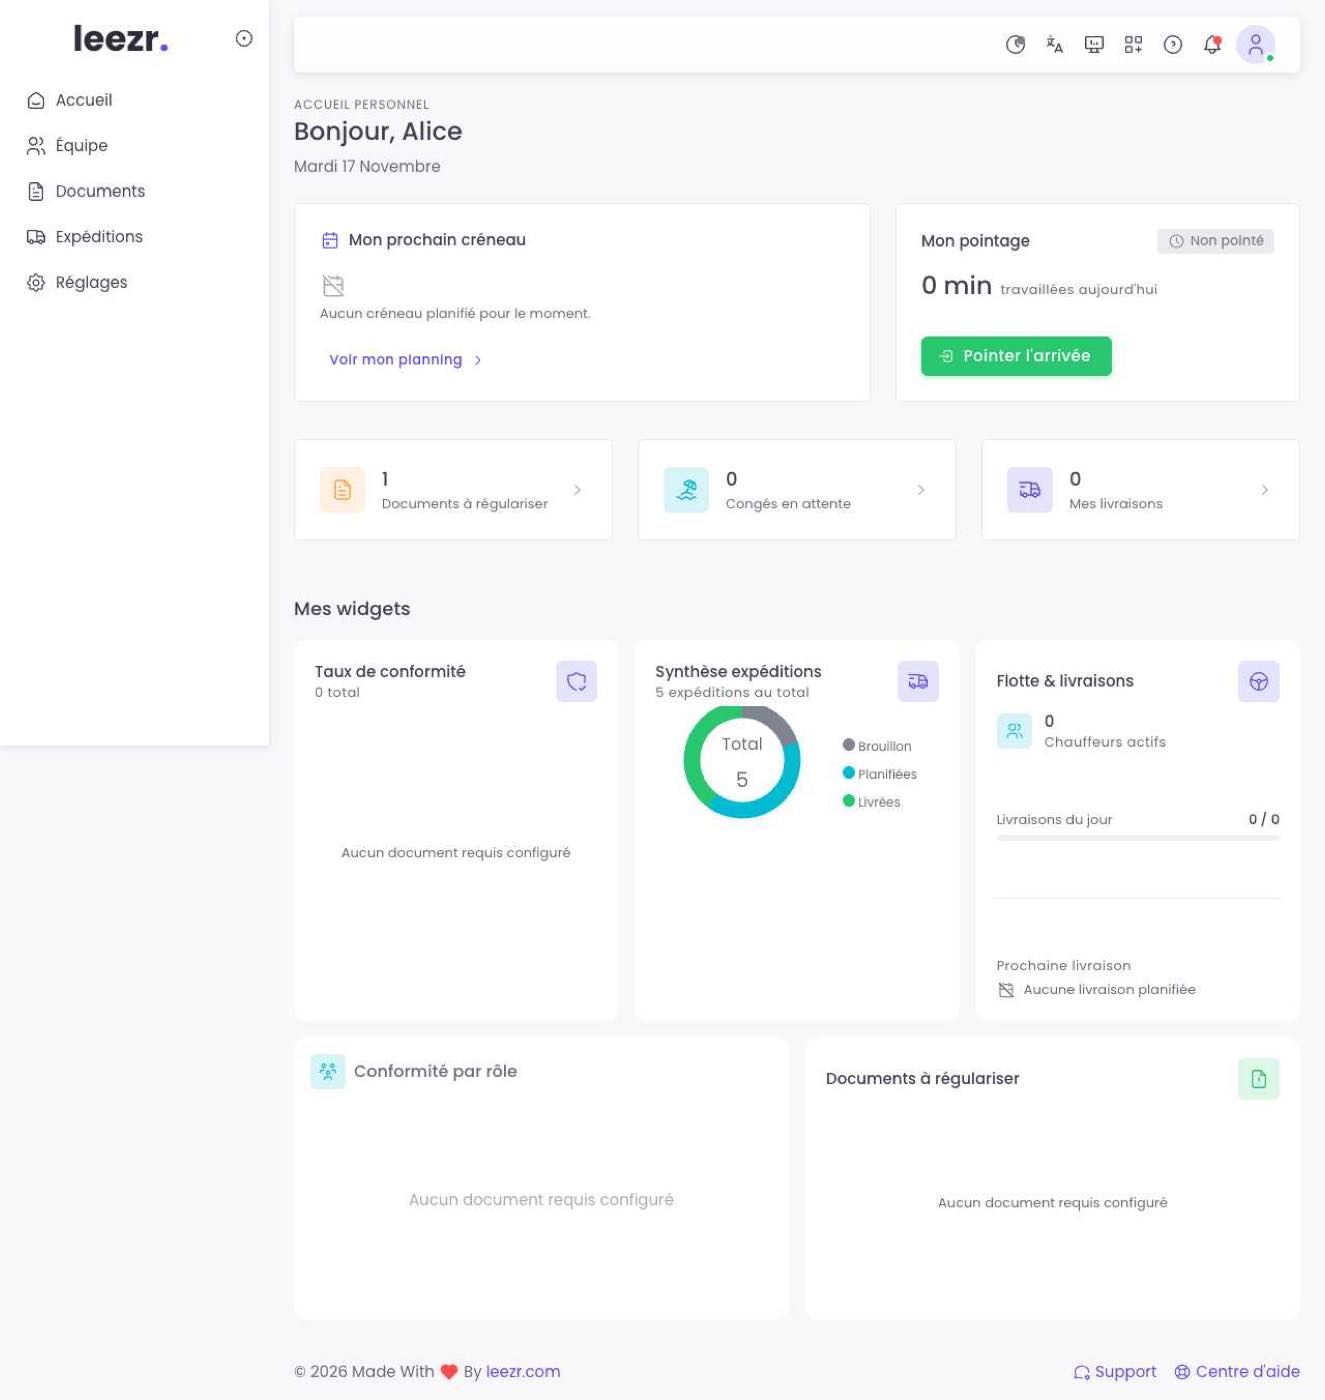 leezr.
Accueil
Équipe
Documents
Expéditions
Réglages
ACCUEIL PERSONNEL
Bonjour, Alice
Mardi 17 Novembre
Mon prochain créneau
Aucun créneau planifié pour le moment.
Voir mon planning
Mon pointage
Non pointé
0 min travaillées aujourd'hui
Pointer l'arrivée
1
Documents à régulariser
0
Congés en attente
0
Mes livraisons
Mes widgets
Taux de conformité
0 total
Aucun document requis configuré
Synthèse expéditions
5 expéditions au total
Total
5
Brouillon
Planifiées
Livrées
Flotte & livraisons
0
Chauffeurs actifs
Livraisons du jour 0 / 0
Prochaine livraison
Aucune livraison planifiée
Conformité par rôle
Aucun document requis configuré
Documents à régulariser
Aucun document requis configuré
© 2026 Made With ❤ By leezr.com
Support
Centre d'aide